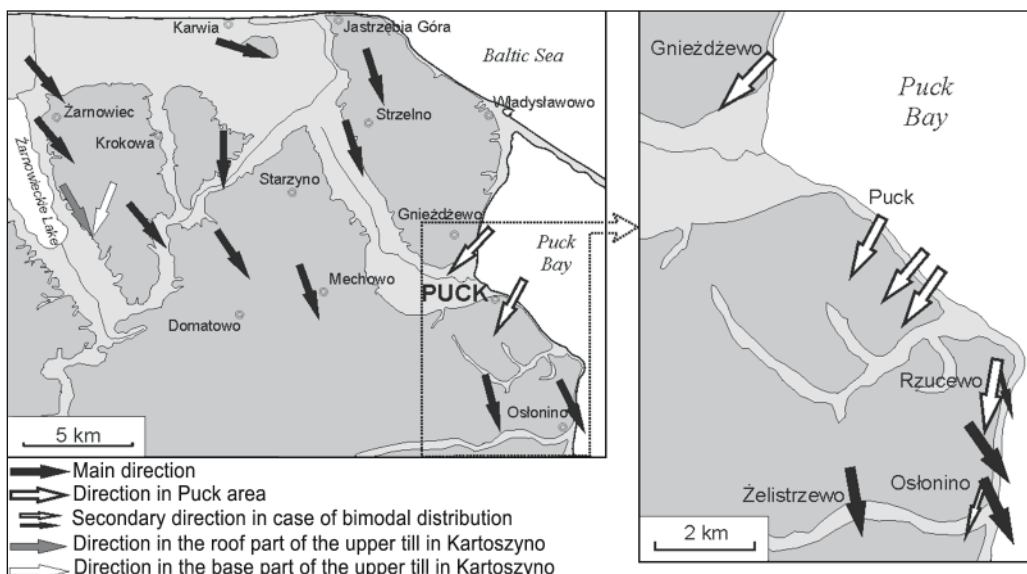 Karwia
Jastrzębia Góra
Baltic Sea
Żarnowiec
Krokowa
Strzelno
Władysławowo
Żarnowieckie Lake
Starzyno
Gnieżdżewo
Puck
Bay
Mechowo
PUCK
Domatowo
Osłonino
5 km
Main direction
Direction in Puck area
Secondary direction in case of bimodal distribution
Direction in the roof part of the upper till in Kartoszyno
Direction in the base part of the upper till in Kartoszyno
Gnieżdżewo
Puck
Bay
Puck
Rzucewo
Osłonino
Żelistrzewo
2 km